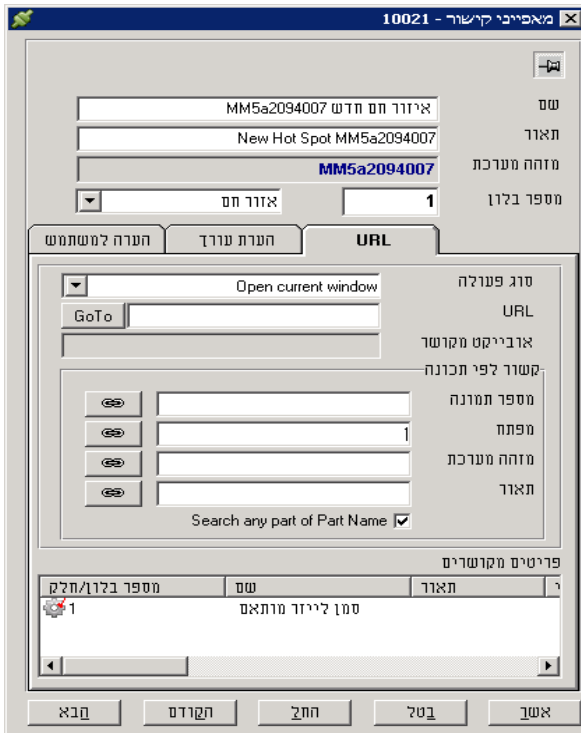 מאפייני קישור - 10021
שם
איזור חם חדש MM5a2094007
תאור
New Hot Spot MM5a2094007
מזהה מערכת
MM5a2094007
מספר בלון
1
אזור חם
URL
הערת עורך
הערה למשתמש
סוג פעולה
Open current window
URL
GoTo
אובייקט מקושר
קשור לפי תכונה
מספר תמונה
מפתח
1
מזהה מערכת
תאור
Search any part of Part Name
פריטים מקושרים
תאור
שם
מספר בלון/חלק
סמן לייזר מותאם
1
אשר
בטל
החל
הקודם
הבא